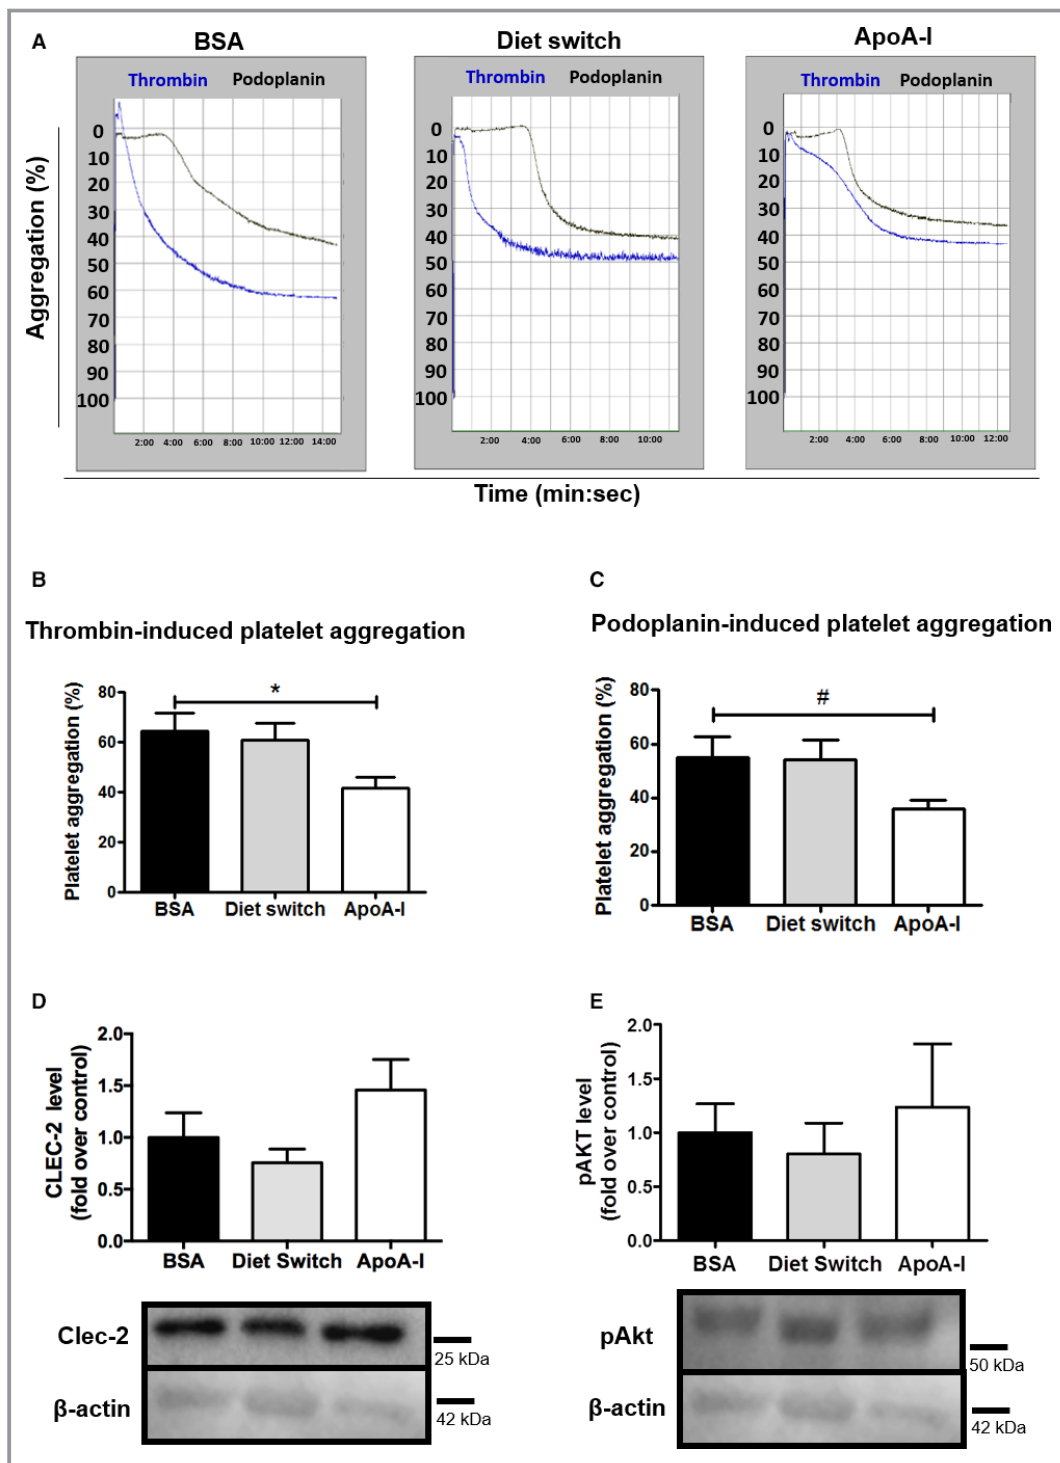 A
BSA
Diet switch
ApoA-I
Thrombin Podoplanin
Thrombin Podoplanin
Thrombin Podoplanin
Aggregation (%)
0
10
20
30
40
50
60
70
80
90
100
2:00 4:00 6:00 8:00 10:00 12:00 14:00
0
10
20
30
40
50
60
70
80
90
100
2:00 4:00 6:00 8:00 10:00
0
10
20
30
40
50
60
70
80
90
100
2:00 4:00 8:00 10:00 12:00
Time (min:sec)
B
Thrombin-induced platelet aggregation
Platelet aggregation (%)
80
60
40
20
0
*
BSA Diet switch ApoA-I
C
Podoplanin-induced platelet aggregation
Platelet aggregation (%)
80
60
40
20
0
#
BSA Diet switch ApoA-I
D
CLEC-2 level
(fold over control)
2.0
1.5
1.0
0.5
0.0
BSA Diet Switch ApoA-I
Clec-2
25 kDa
β-actin
42 kDa
E
pAKT level
(fold over control)
2.0
1.5
1.0
0.5
0.0
BSA Diet Switch ApoA-I
pAkt
50 kDa
β-actin
42 kDa